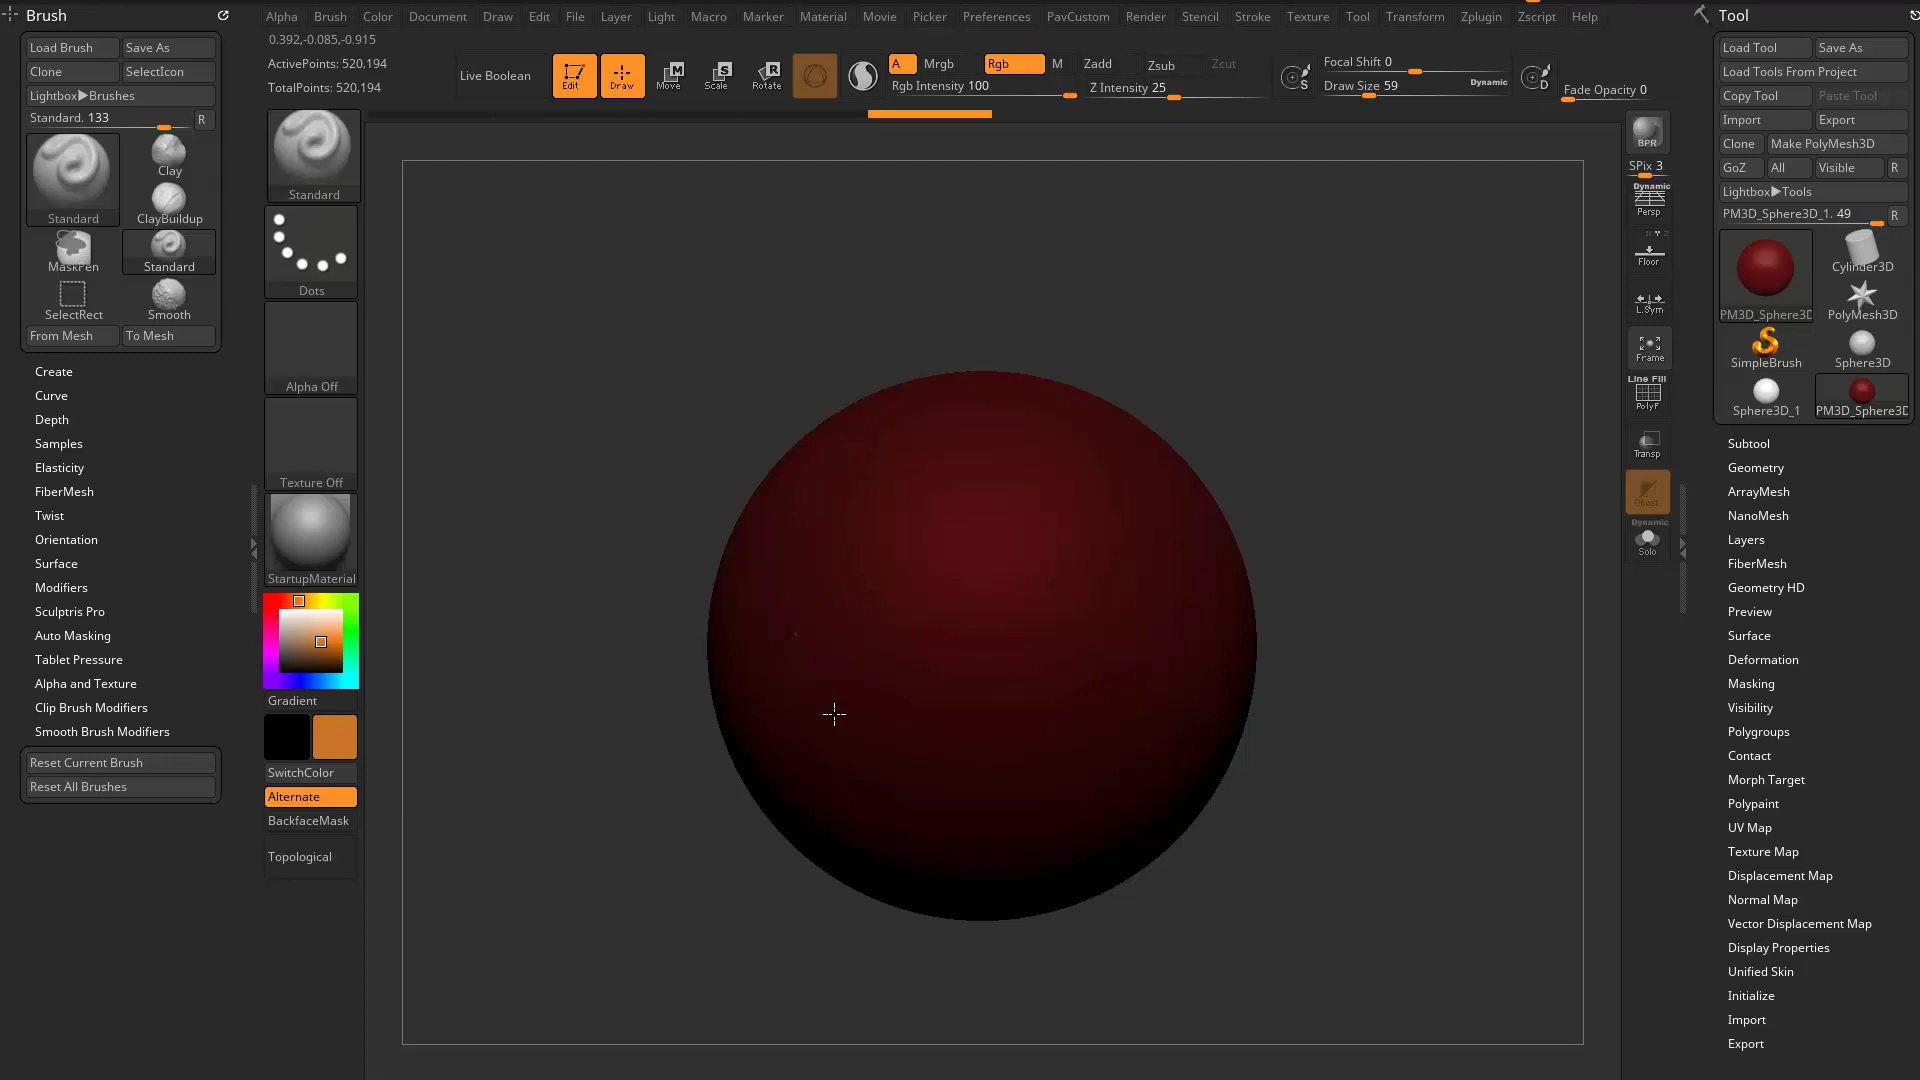 Brush
Alpha Brush Color Document Draw Edit File Layer Light Macro Marker Material Movie Picker Preferences PavCustom Render Stencil Stroke Texture Tool Transform Zplugin Zscript Help
Tool
Load Brush Save As
Clone SelectIcon
Lightbox▶Brushes
Standard. 133 R
Standard
Clay
ClayBuildup
MaskPen
Standard
SelectRect
Smooth
From Mesh To Mesh
Create
Curve
Depth
Samples
Elasticity
FiberMesh
Twist
Orientation
Surface
Modifiers
Sculptris Pro
Auto Masking
Tablet Pressure
Alpha and Texture
Clip Brush Modifiers
Smooth Brush Modifiers
Reset Current Brush
Reset All Brushes
0.392,-0.085,-0.915
ActivePoints: 520,194
TotalPoints: 520,194
Live Boolean
Edit
Draw
M
Move
S
Scale
R
Rotate
A Mrgb Rgb M Zadd Zsub Zcut
Rgb Intensity 100 Z Intensity 25
S
Focal Shift 0
Draw Size 59 Dynamic
D
Fade Opacity 0
Standard
Dots
Alpha Off
Texture Off
StartupMaterial
Gradient
SwitchColor
Alternate
BackfaceMask
Topological
BPR
SPix 3
Dynamic
Persp
Floor
L.Sym
Frame
Line Fill
PolyF
Transp
Ghost
Dynamic
Solo
Load Tool Save As
Load Tools From Project
Copy Tool Paste Tool
Import Export
Clone Make PolyMesh3D
GoZ All Visible R
Lightbox▶Tools
PM3D_Sphere3D_1. 49 R
PM3D_Sphere3D
Cylinder3D
PolyMesh3D
SimpleBrush
Sphere3D
Sphere3D_1
PM3D_Sphere3D
Subtool
Geometry
ArrayMesh
NanoMesh
Layers
FiberMesh
Geometry HD
Preview
Surface
Deformation
Masking
Visibility
Polygroups
Contact
Morph Target
Polypaint
UV Map
Texture Map
Displacement Map
Normal Map
Vector Displacement Map
Display Properties
Unified Skin
Initialize
Import
Export